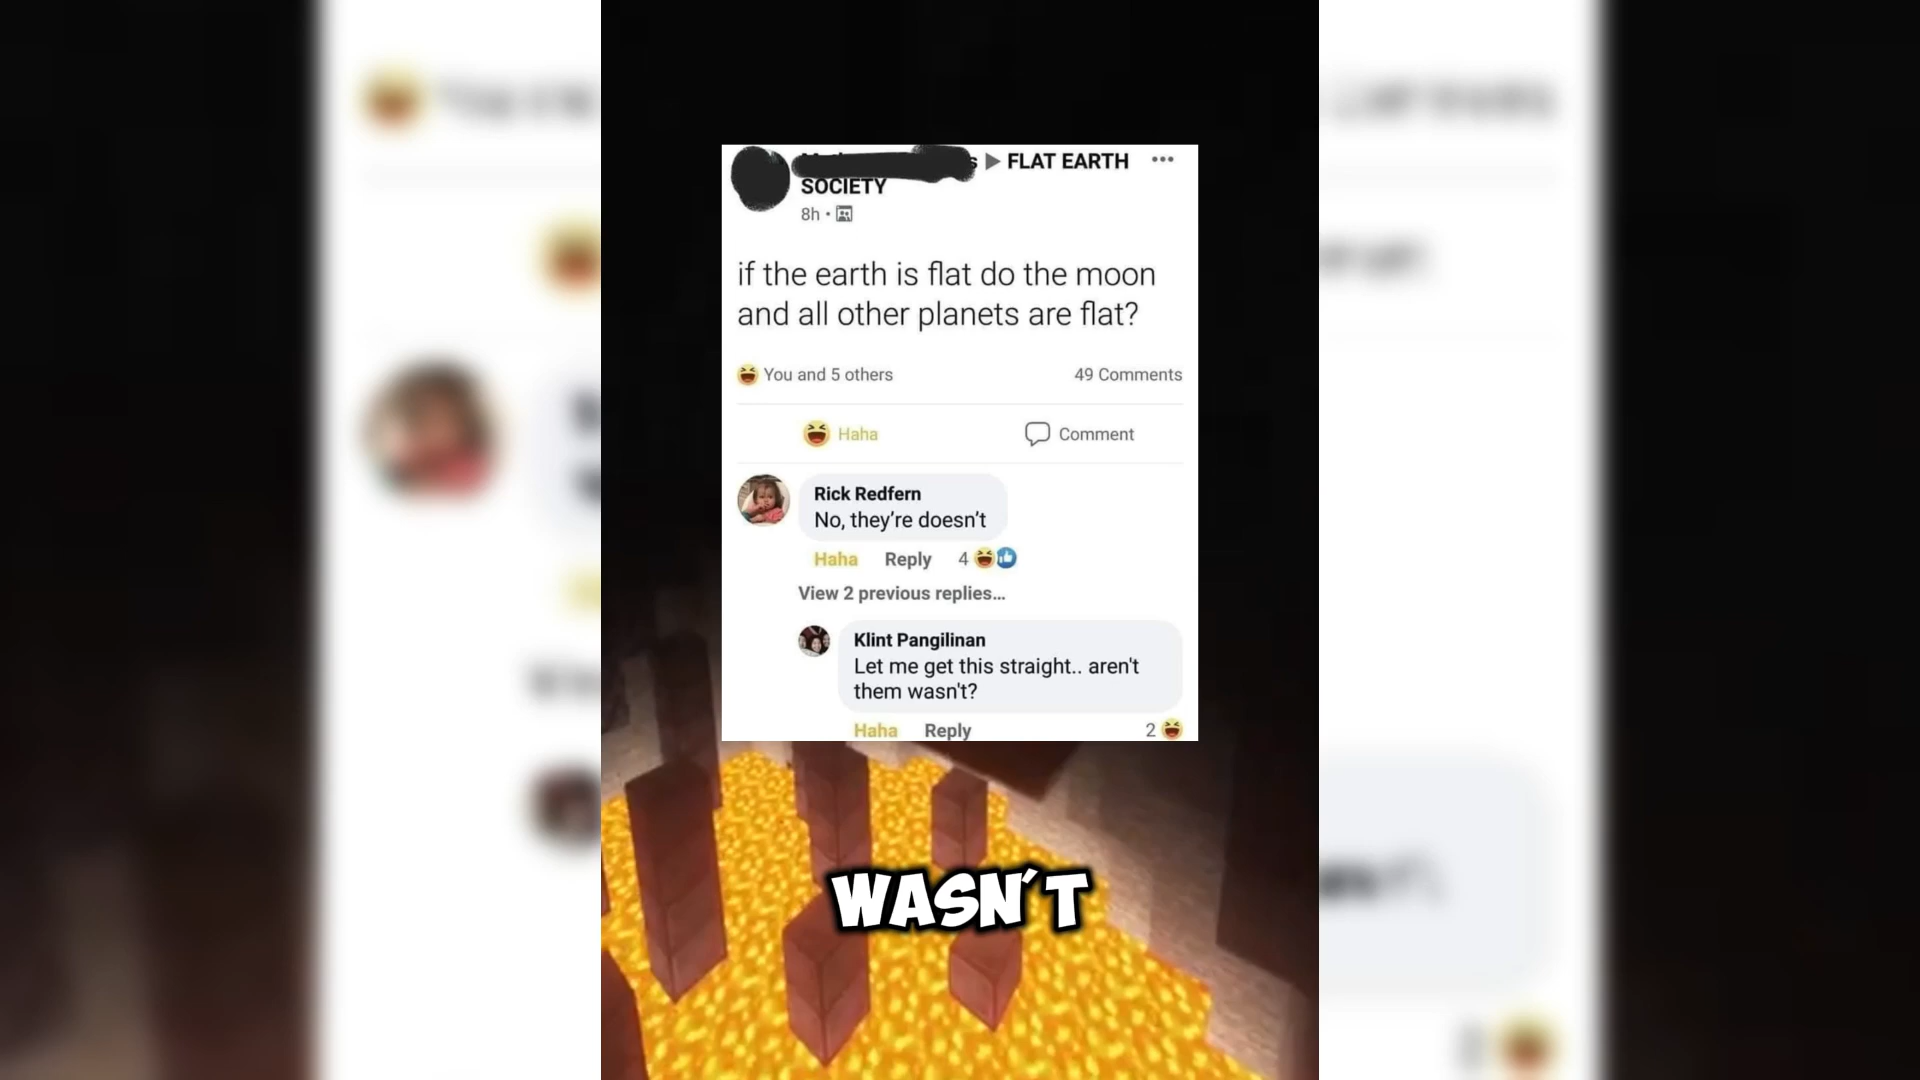 FLAT EARTH
SOCIETY
8h
if the earth is flat do the moon
and all other planets are flat?
You and 5 others
49 Comments
Haha
Comment
Rick Redfern
No, they're doesn't
Haha Reply 4
View 2 previous replies...
Klint Pangilinan
Let me get this straight.. aren't
them wasn't?
Haha Reply 2
WASN'T